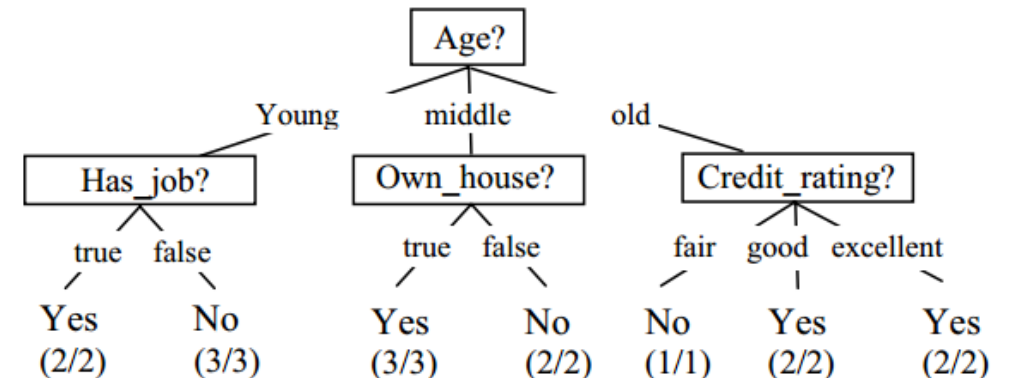 Age?
Young middle old
Has_job? Own_house? Credit_rating?
true false true false fair good excellent
Yes No Yes No No Yes Yes
(2/2) (3/3) (3/3) (2/2) (1/1) (2/2) (2/2)